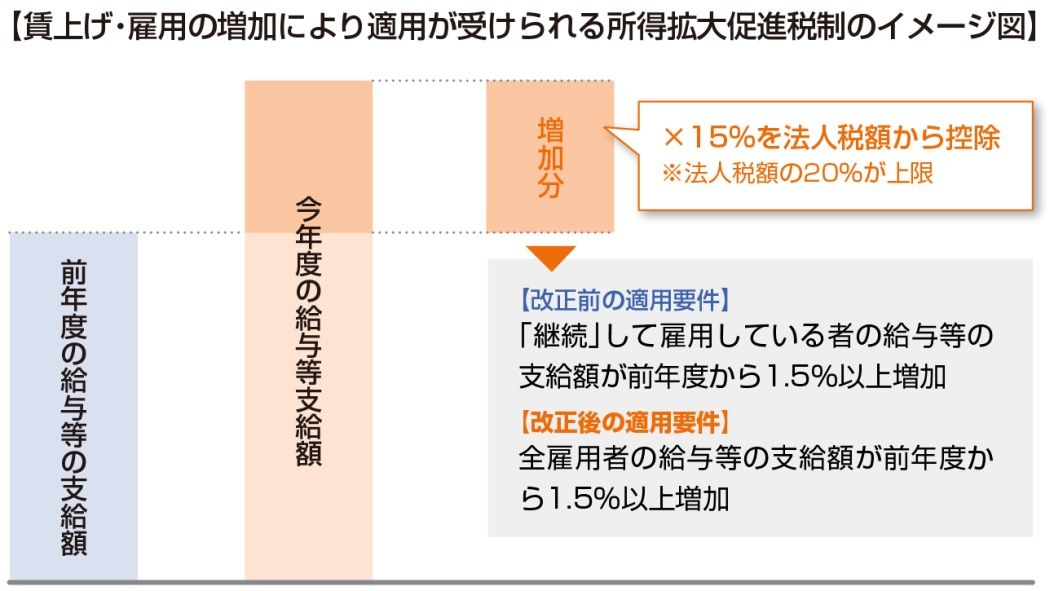 【賃上げ・雇用の増加により適用が受けられる所得拡大促進税制のイメージ図】
前年度の給与等の支給額
今年度の給与等支給額
増加分
×15%を法人税額から控除
※法人税額の20%が上限
【改正前の適用要件】
「継続」して雇用している者の給与等の
支給額が前年度から1.5%以上増加
【改正後の適用要件】
全雇用者の給与等の支給額が前年度か
ら1.5%以上増加